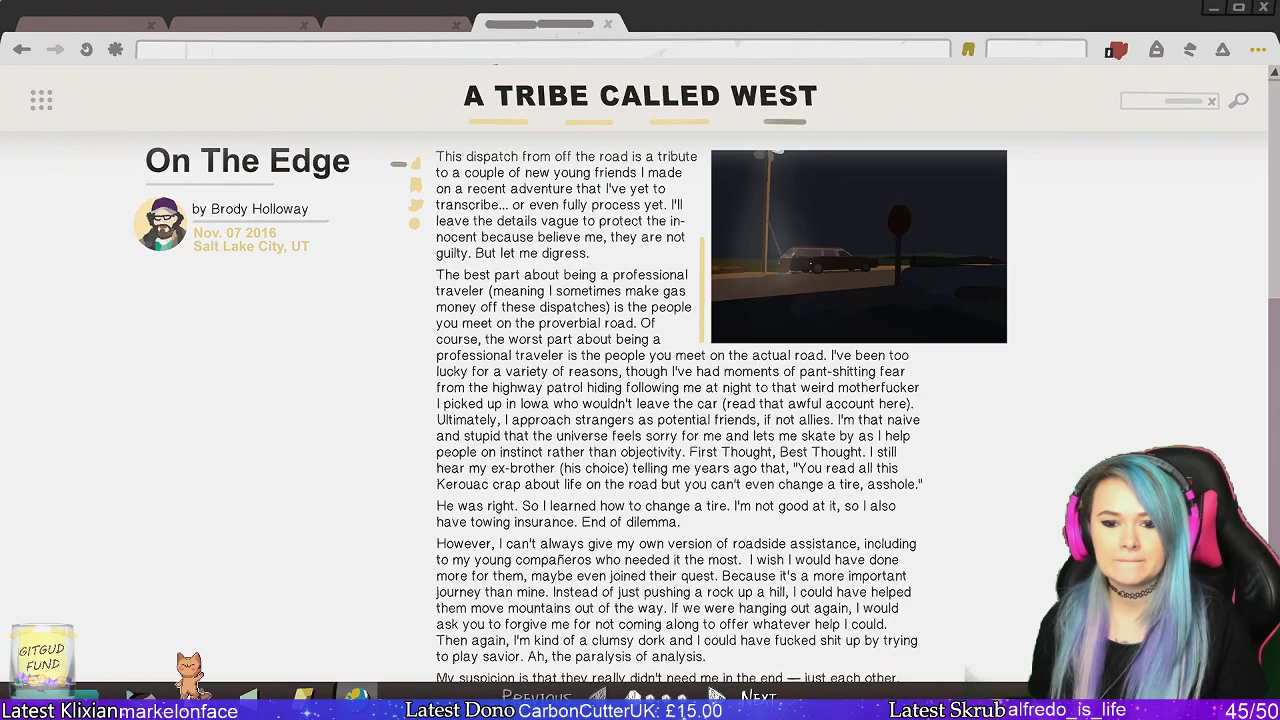 A TRIBE CALLED WEST
On The Edge
by Brody Holloway
Nov. 07 2016
Salt Lake City, UT
This dispatch from off the road is a tribute
to a couple of new young friends I made
on a recent adventure that I've yet to
transcribe... or even fully process yet. I'll
leave the details vague to protect the in-
nocent because believe me, they are not
guilty. But let me digress.
The best part about being a professional
traveler (meaning I sometimes make gas
money off these dispatches) is the people
you meet on the proverbial road. Of
course, the worst part about being a
professional traveler is the people you meet on the actual road. I've been too
lucky for a variety of reasons, though I've had moments of pant-shitting fear
from the highway patrol hiding following me at night to that weird motherfucker
I picked up in Iowa who wouldn't leave the car (read that awful account here).
Ultimately, I approach strangers as potential friends, if not allies. I'm that naive
and stupid that the universe feels sorry for me and lets me skate by as I help
people on instinct rather than objectivity. First Thought, Best Thought. I still
hear my ex-brother (his choice) telling me years ago that, "You read all this
Kerouac crap about life on the road but you can't even change a tire, asshole."
He was right. So I learned how to change a tire. I'm not good at it, so I also
have towing insurance. End of dilemma.
However, I can't always give my own version of roadside assistance, including
to my young compañeros who needed it the most.  I wish I would have done
more for them, maybe even joined their quest. Because it's a more important
journey than mine. Instead of just pushing a rock up a hill, I could have helped
them move mountains out of the way. If we were hanging out again, I would
ask you to forgive me for not coming along to offer whatever help I could.
Then again, I'm kind of a clumsy dork and I could have fucked shit up by trying
to play savior. Ah, the paralysis of analysis.
My suspicion is that they really didn't need me in the end — just each other.
GITGUD
FUND
PREVIOUS
NEXT
Latest Klixian markelonface
Latest Dono CarbonCutterUK: £15.00
Latest Skrub alfredo_is_life
45/50